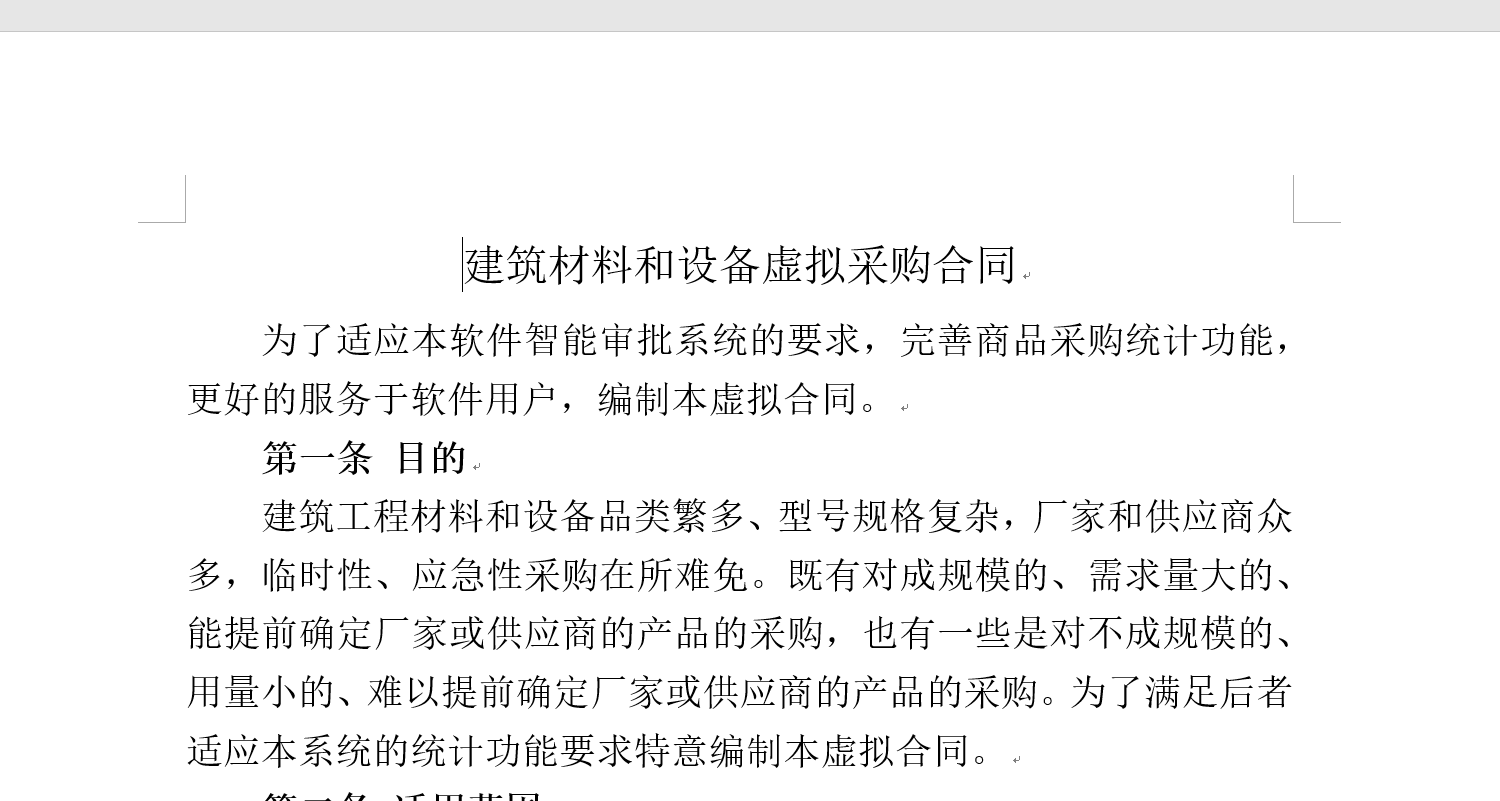 建筑材料和设备虚拟采购合同
为了适应本软件智能审批系统的要求，完善商品采购统计功能，
更好的服务于软件用户，编制本虚拟合同。
第一条 目的
建筑工程材料和设备品类繁多、型号规格复杂，厂家和供应商众
多，临时性、应急性采购在所难免。既有对成规模的、需求量大的、
能提前确定厂家或供应商的产品的采购，也有一些是对不成规模的、
用量小的、难以提前确定厂家或供应商的产品的采购。为了满足后者
适应本系统的统计功能要求特意编制本虚拟合同。